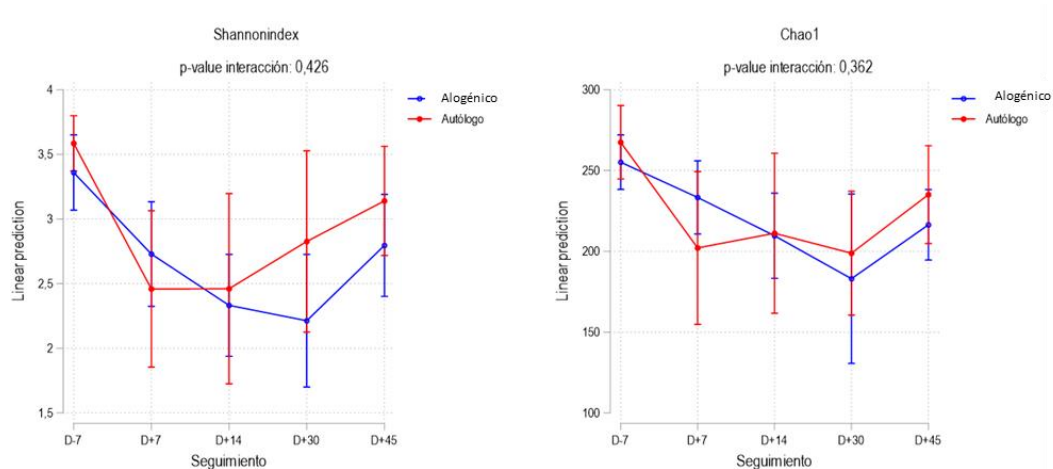 Shannonindex
p-value interacción: 0,426
4
3,5
3
2,5
2
1,5
Linear prediction
D-7 D+7 D+14 D+30 D+45
Seguimiento
Alogénico
Autólogo
Chao1
p-value interacción: 0,362
300
250
200
150
100
Linear prediction
D-7 D+7 D+14 D+30 D+45
Seguimiento
Alogénico
Autólogo